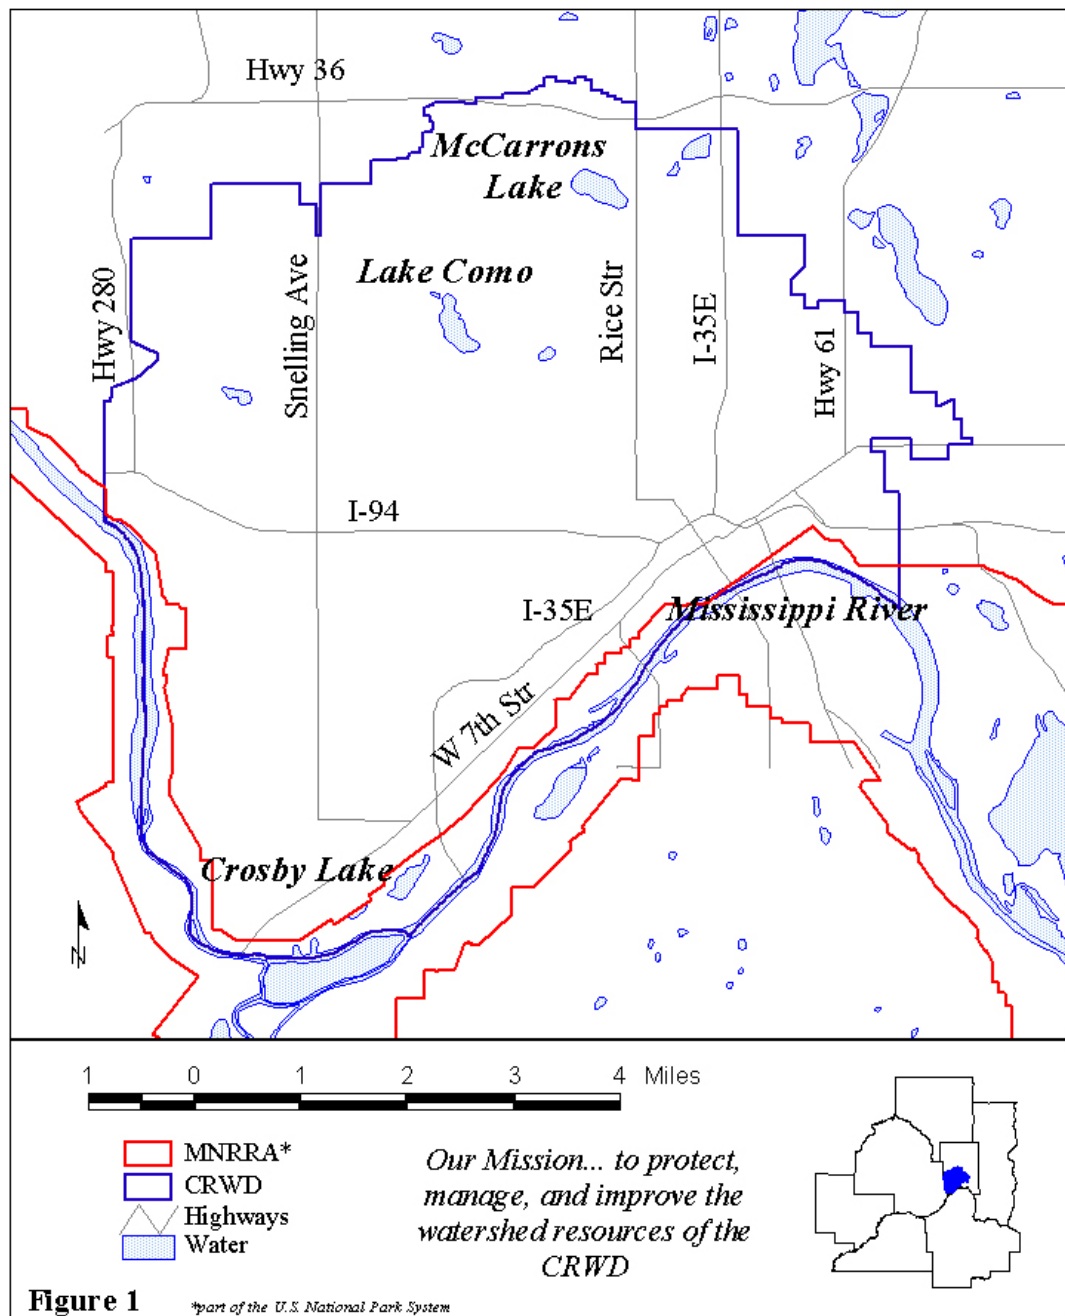 Hwy 36
McCarrons
Lake
Lake Como
Hwy 280
Snelling Ave
Rice Str
I-35E
Hwy 61
I-94
I-35E
Mississippi River
W 7th Str
Crosby Lake
N
1 0 1 2 3 4 Miles
MNRRA*
CRWD
Highways
Water
Our Mission... to protect,
manage, and improve the
watershed resources of the
CRWD
Figure 1
*part of the U.S. National Park System